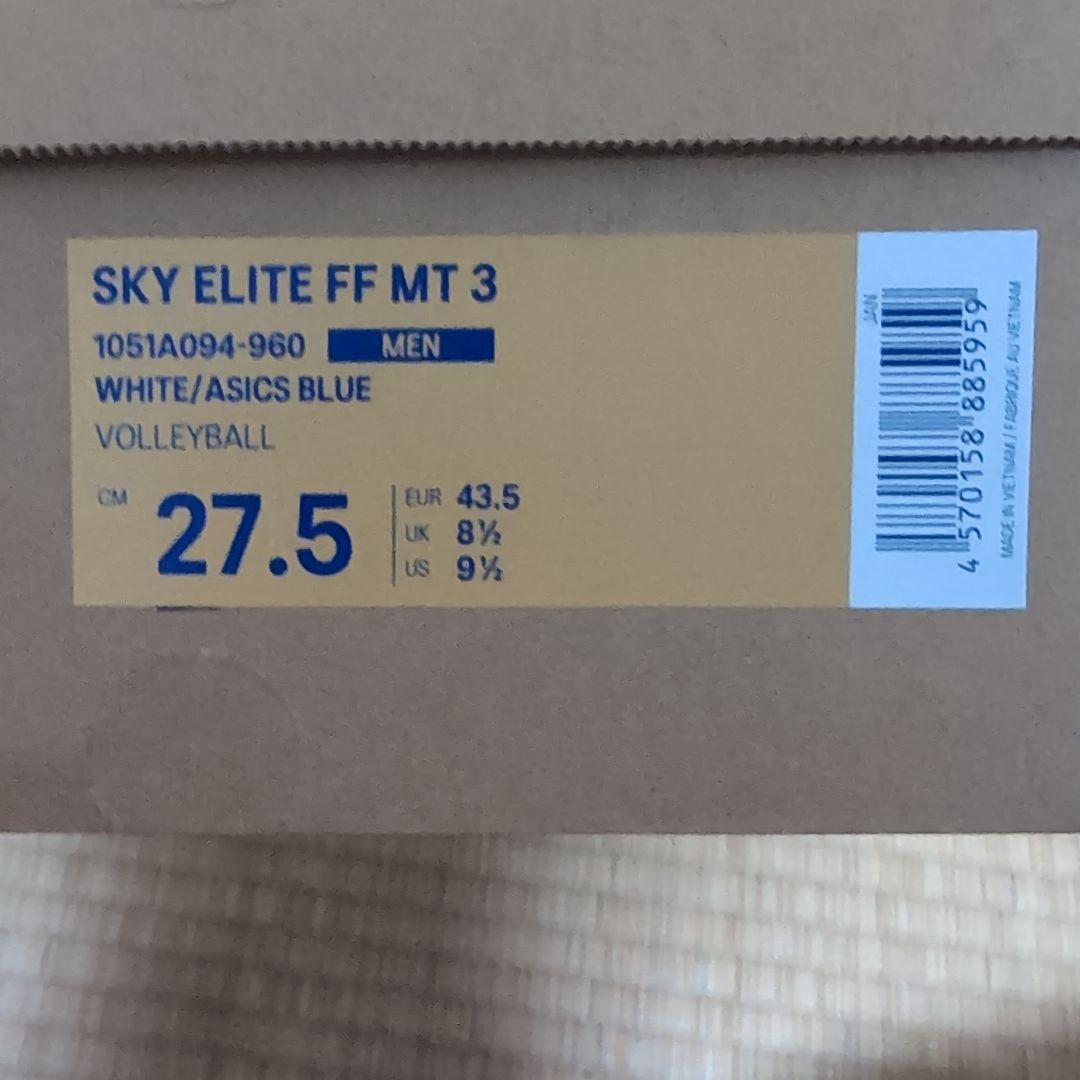 SKY ELITE FF MT 3
1051A094-960 MEN
WHITE/ASICS BLUE
VOLLEYBALL
CM 27.5
EUR 43.5
UK 8½
US 9½
JAN
4 570158 885959
MADE IN VIETNAM / FABRIQUE AU VIETNAM